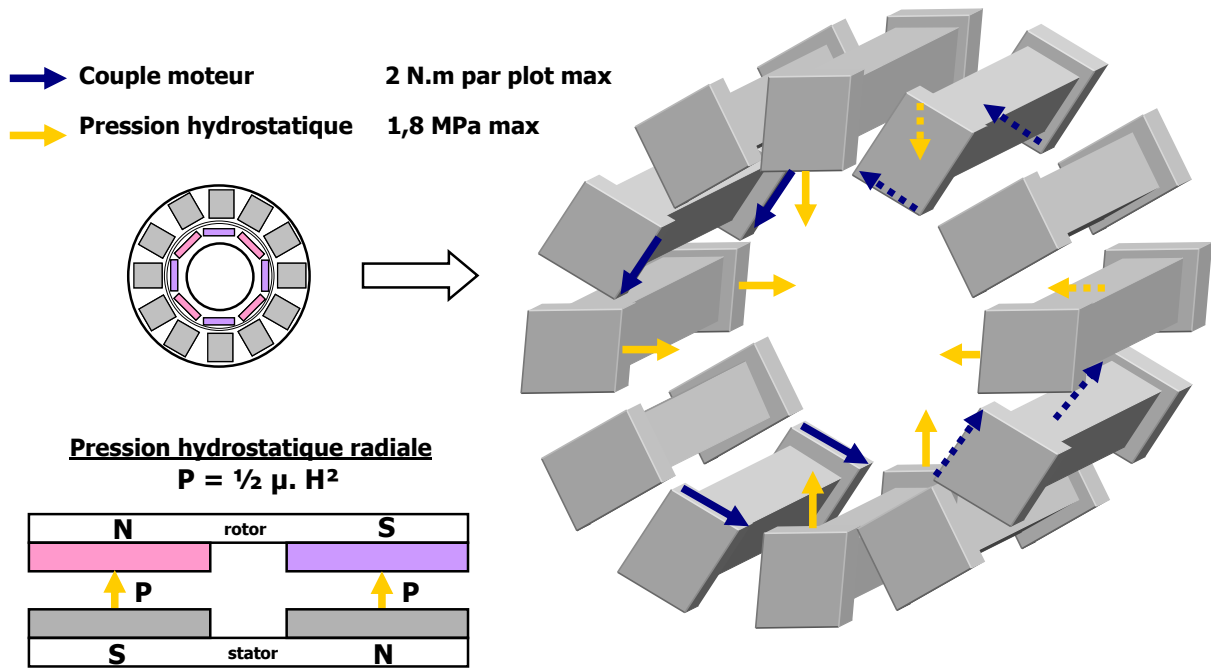 Couple moteur 2 N.m par plot max
Pression hydrostatique 1,8 MPa max
Pression hydrostatique radiale
P = ½ µ. H²
N rotor S
P P
S stator N